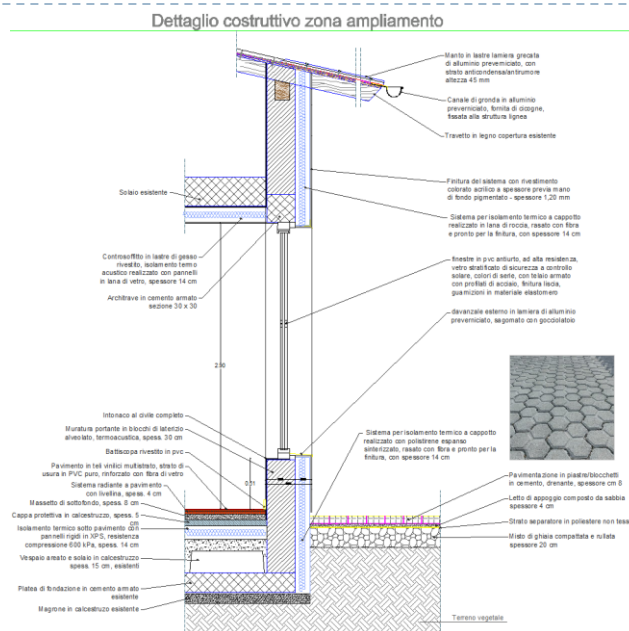 Dettaglio costruttivo zona ampliamento
Manto in lastre lamiera grecata
di alluminio preverniciato, con
strato anticondensa/antirumore
altezza 45 mm
Canale di gronda in alluminio
preverniciato, fornita di cicogne,
fissata alla struttura lignea
Travetto in legno copertura esistente
Solaio esistente
Finitura del sistema con rivestimento
colorato acrilico a spessore previa mano
di fondo pigmentato - spessore 1,20 mm
Sistema per isolamento termico a cappotto
realizzato in lana di roccia, rasato con fibra
e pronto per la finitura, con spessore 14 cm
Controsoffitto in lastre di gesso
rivestito, isolamento termo
acustico realizzato con pannelli
in lana di vetro, spessore 14 cm
Architrave in cemento armato
sezione 30 x 30
finestre in pvc antiurto, ad alta resistenza,
vetro stratificato di sicurezza a controllo
solare, colori di serie, con telaio armato
con profilati di acciaio, finitura liscia,
guarnizioni in materiale elastomero
davanzale esterno in lamiera di alluminio
preverniciato, sagomato con gocciolatoio
Intonaco al civile completo
Muratura portante in blocchi di laterizio
alveolato, termoacustica, spess. 30 cm
Battiscopa rivestito in pvc
Pavimento in teli vinilici multistrato, strato di
usura in PVC puro, rinforzato con fibra di vetro
Sistema radiante a pavimento
con livellina, spess. 4 cm
Massetto di sottofondo, spess. 8 cm
Cappa protettiva in calcestruzzo, spess. 5
cm
Isolamento termico sotto pavimento con
pannelli rigidi in XPS, resistenza
compressione 600 kPa, spess. 14 cm
Vespaio areato e solaio in calcestruzzo
spess. 15 cm, esistenti
Platea di fondazione in cemento armato
esistente
Magrone in calcestruzo esistente
Sistema per isolamento termico a cappotto
realizzato con polistirene espanso
sinterizzato, rasato con fibra e pronto per la
finitura, con spessore 14 cm
Pavimentazione in piastre/blocchetti
in cemento, drenante, spessore cm 8
Letto di appoggio composto da sabbia
spessore 4 cm
Strato separatore in poliestere non tess
Misto di ghiaia compattata e rullata
spessore 20 cm
Terreno vegetale